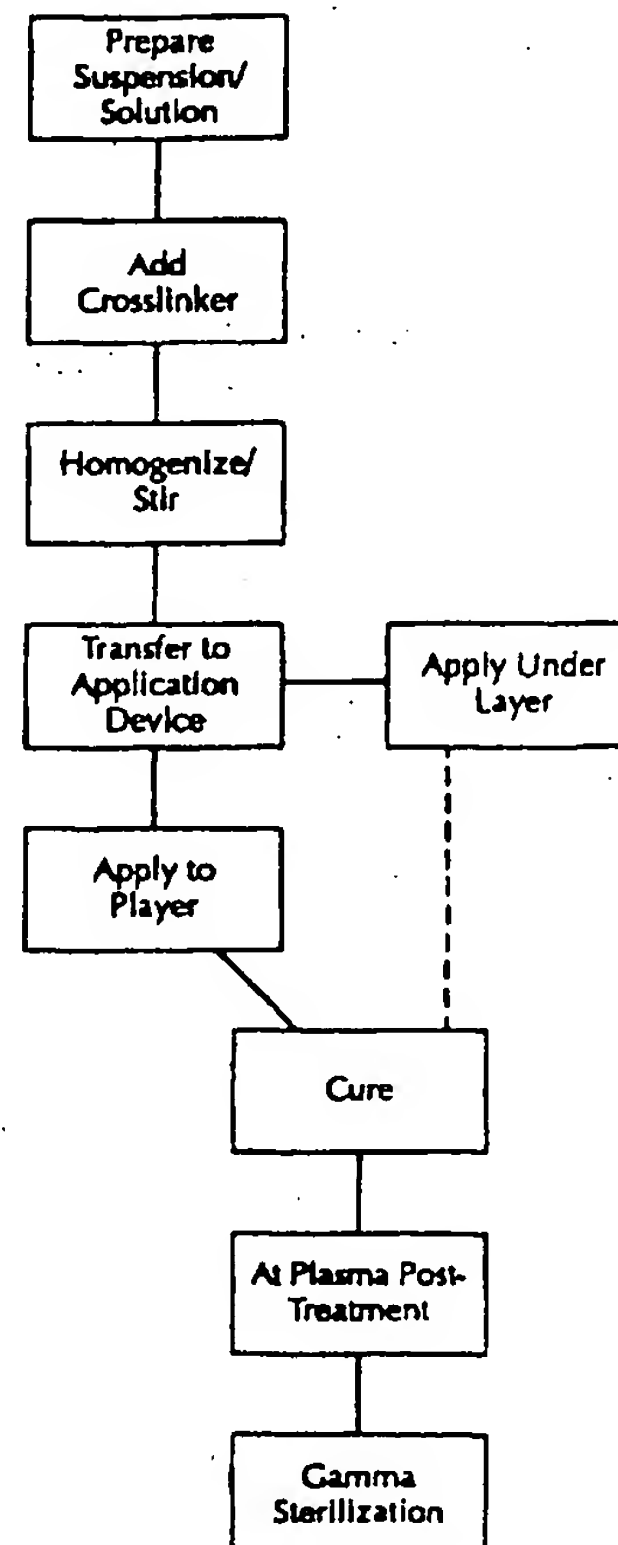 Prepare
Suspension/
Solution
Add
Crosslinker
Homogenize/
Stir
Transfer to
Application
Device
Apply Under
Layer
Apply to
Player
Cure
At Plasma Post-
Treatment
Gamma
Sterilization